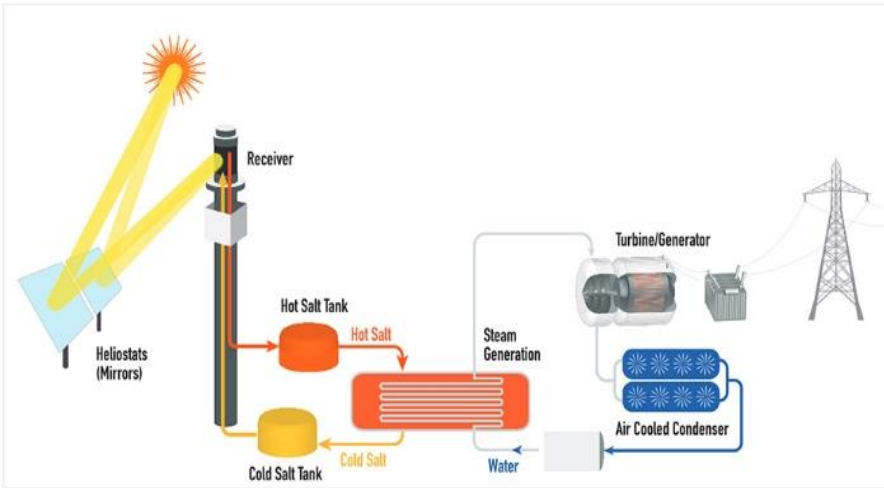 Receiver
Turbine/Generator
Hot Salt Tank
Hot Salt
Steam
Generation
Heliostats
(Mirrors)
Air Cooled Condenser
Cold Salt
Water
Cold Salt Tank